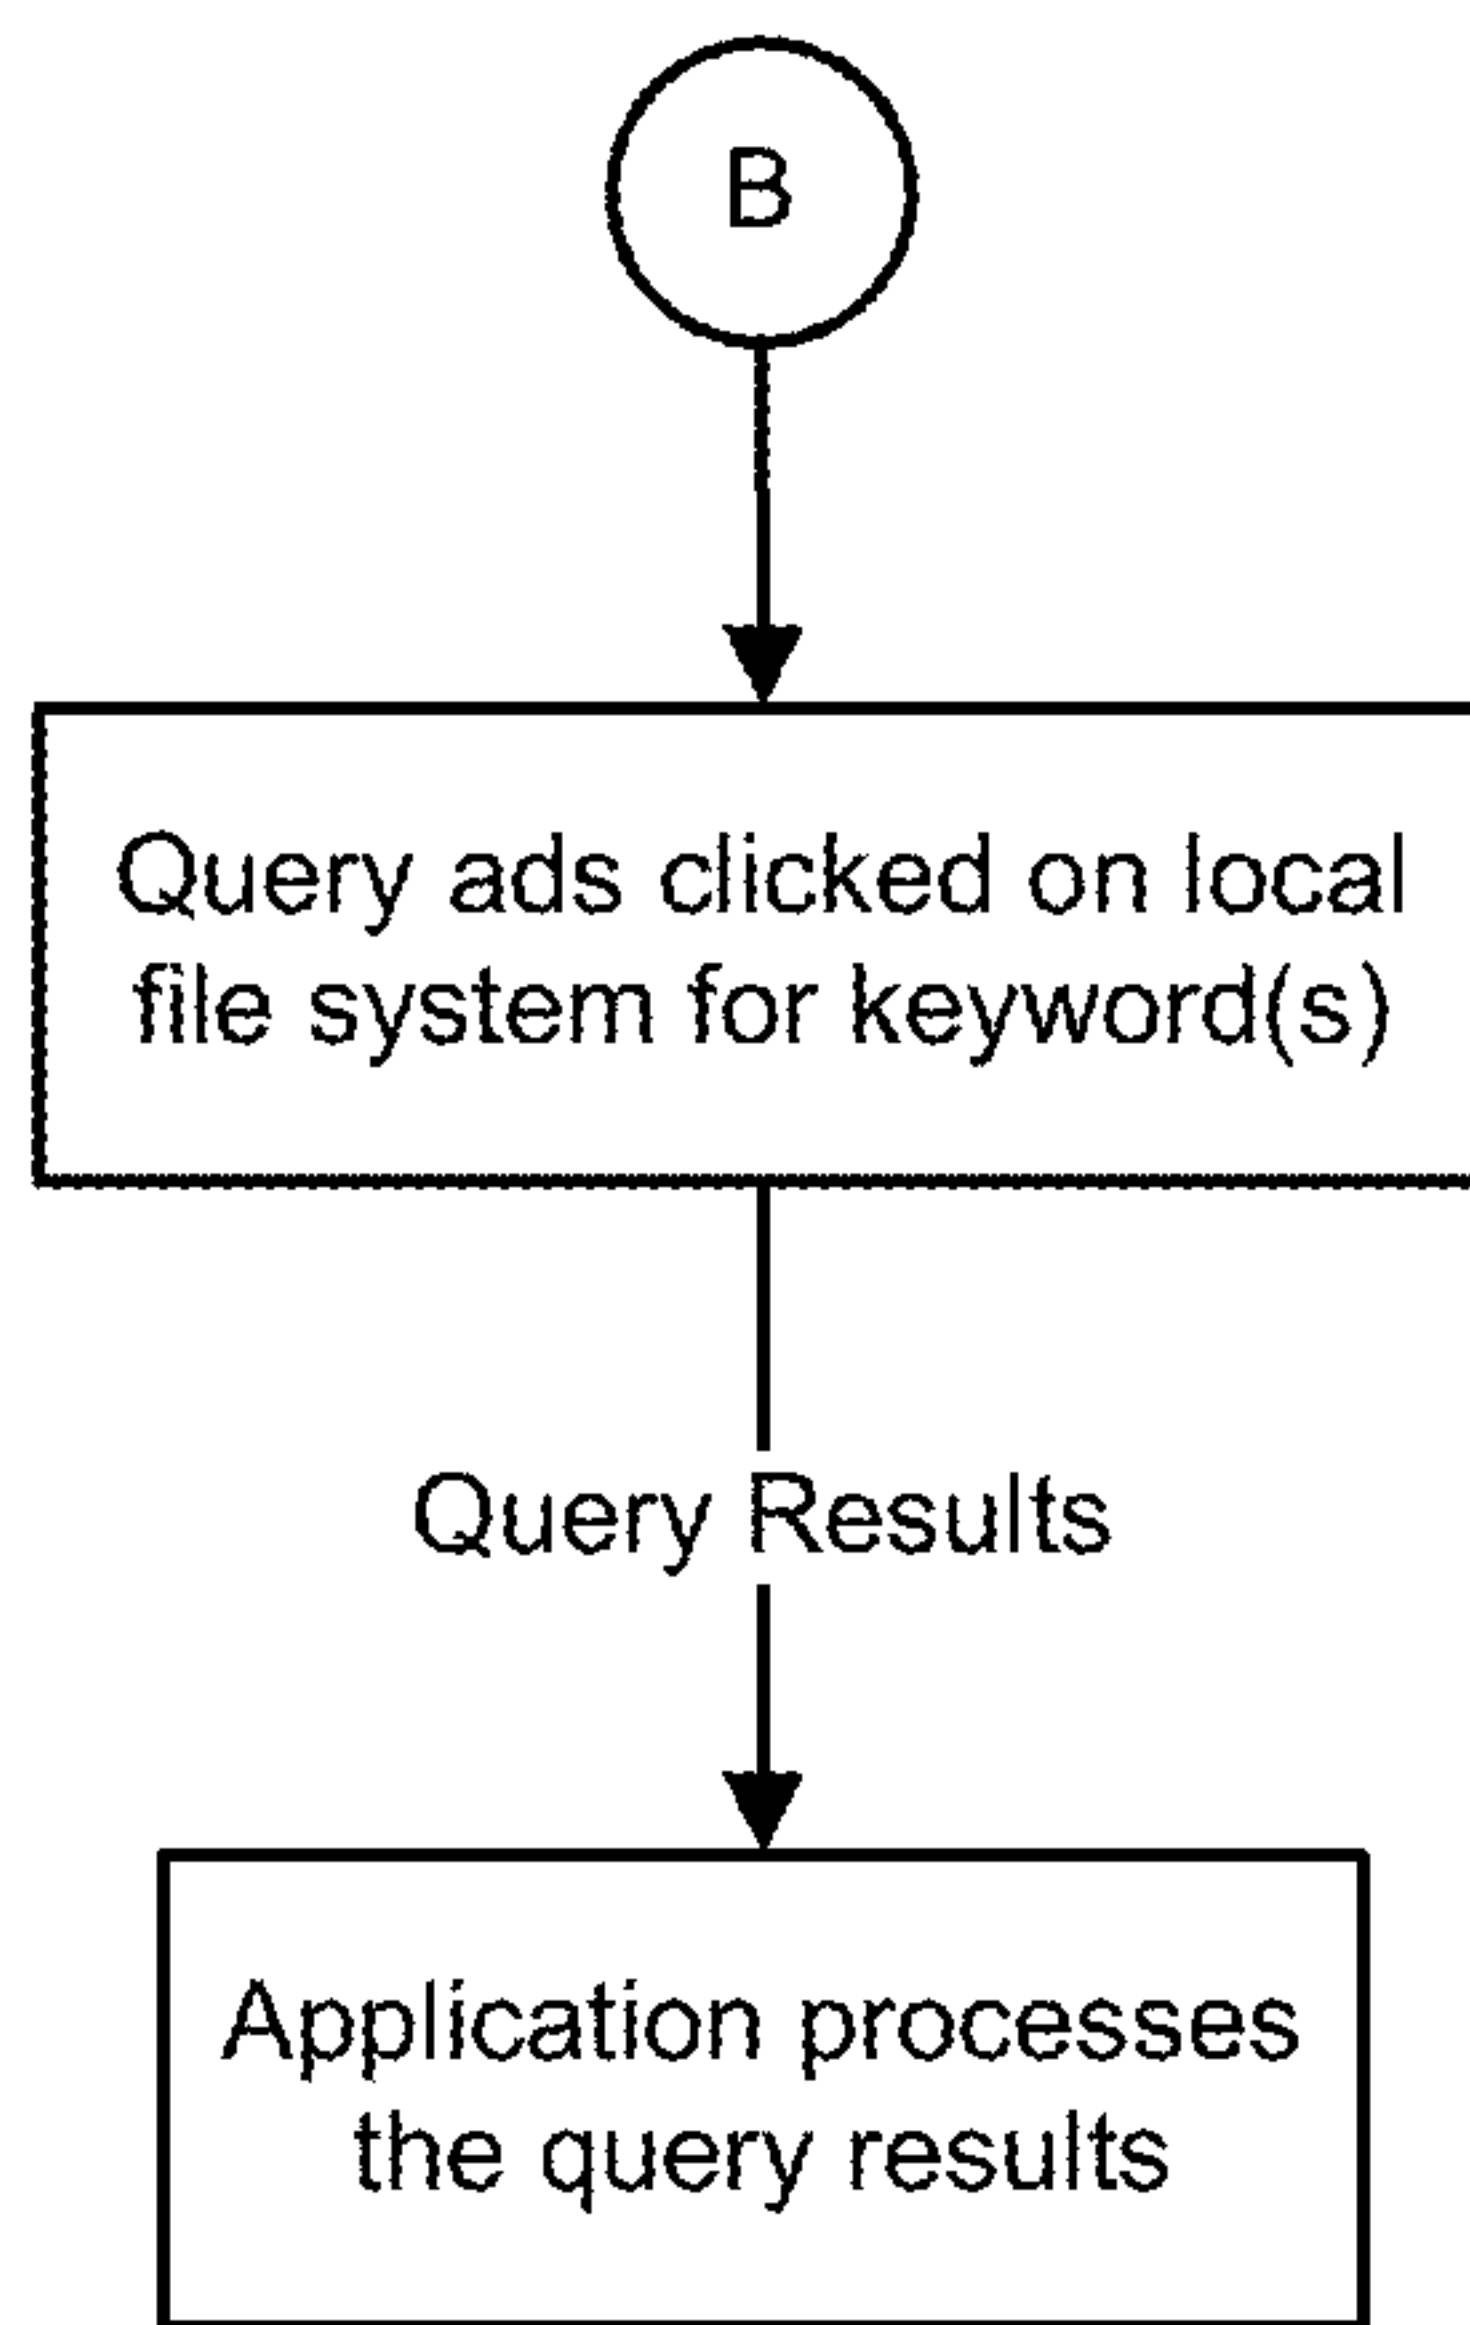 B
Query ads clicked on local
file system for keyword(s)
Query Results
Application processes
the query results